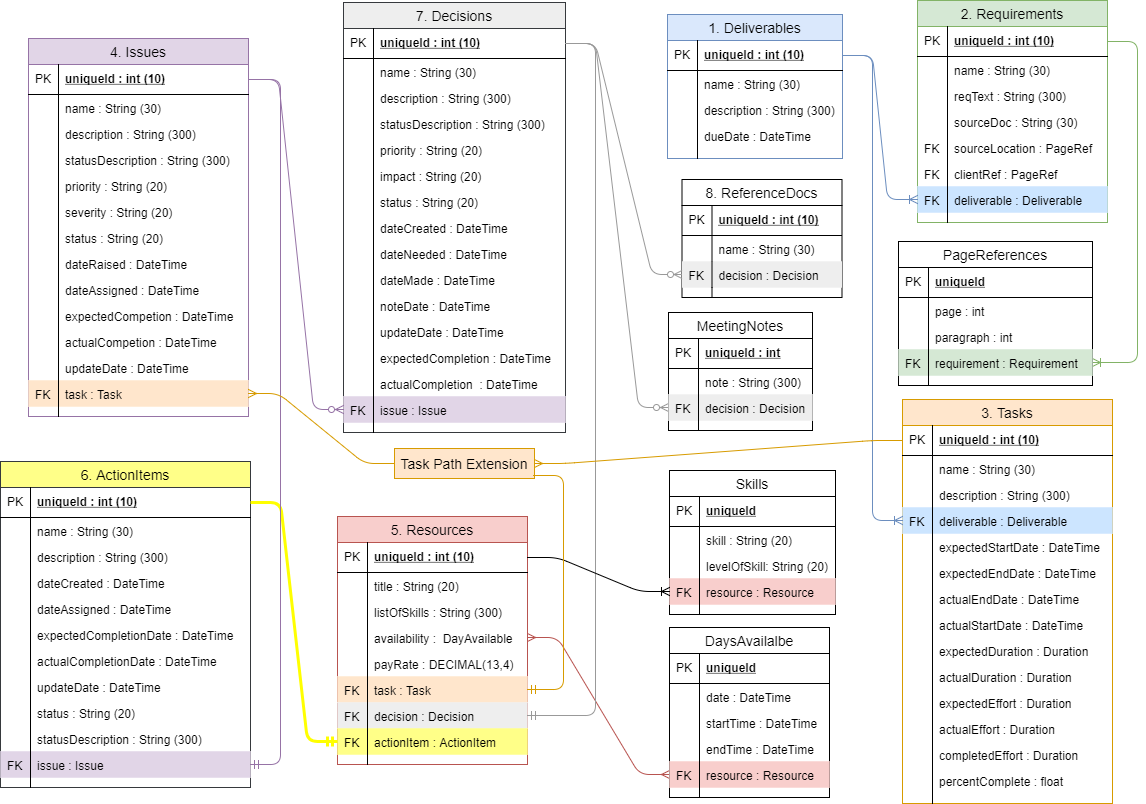 4. Issues
PK uniqueId : int (10)
name : String (30)
description : String (300)
statusDescription : String (300)
priority : String (20)
severity : String (20)
status : String (20)
dateRaised : DateTime
dateAssigned : DateTime
expectedCompetion : DateTime
actualCompetion : DateTime
updateDate : DateTime
FK task : Task
7. Decisions
PK uniqueId : int (10)
name : String (30)
description : String (300)
statusDescription : String (300)
priority : String (20)
impact : String (20)
status : String (20)
dateCreated : DateTime
dateNeeded : DateTime
dateMade : DateTime
noteDate : DateTime
updateDate : DateTime
expectedCompletion : DateTime
actualCompletion : DateTime
FK issue : Issue
1. Deliverables
PK uniqueId : int (10)
name : String (30)
description : String (300)
dueDate : DateTime
2. Requirements
PK uniqueId : int (10)
name : String (30)
reqText : String (300)
sourceDoc : String (30)
FK sourceLocation : PageRef
FK clientRef : PageRef
FK deliverable : Deliverable
8. ReferenceDocs
PK uniqueId : int (10)
name : String (30)
FK decision : Decision
PageReferences
PK uniqueId
page : int
paragraph : int
FK requirement : Requirement
MeetingNotes
PK uniqueId : int
note : String (300)
FK decision : Decision
3. Tasks
PK uniqueId : int (10)
name : String (30)
description : String (300)
FK deliverable : Deliverable
expectedStartDate : DateTime
expectedEndDate : DateTime
actualEndDate : DateTime
actualStartDate : DateTime
expectedDuration : Duration
actualDuration : Duration
expectedEffort : Duration
actualEffort : Duration
completedEffort : Duration
percentComplete : float
Task Path Extension
6. ActionItems
PK uniqueId : int (10)
name : String (30)
description : String (300)
dateCreated : DateTime
dateAssigned : DateTime
expectedCompletionDate : DateTime
actualCompletionDate : DateTime
updateDate : DateTime
status : String (20)
statusDescription : String (300)
FK issue : Issue
5. Resources
PK uniqueId : int (10)
title : String (20)
listOfSkills : String (300)
availability : DayAvailable
payRate : DECIMAL(13,4)
FK task : Task
FK decision : Decision
FK actionItem : ActionItem
Skills
PK uniqueId
skill : String (20)
levelOfSkill: String (20)
FK resource : Resource
DaysAvailalbe
PK uniqueId
date : DateTime
startTime : DateTime
endTime : DateTime
FK resource : Resource